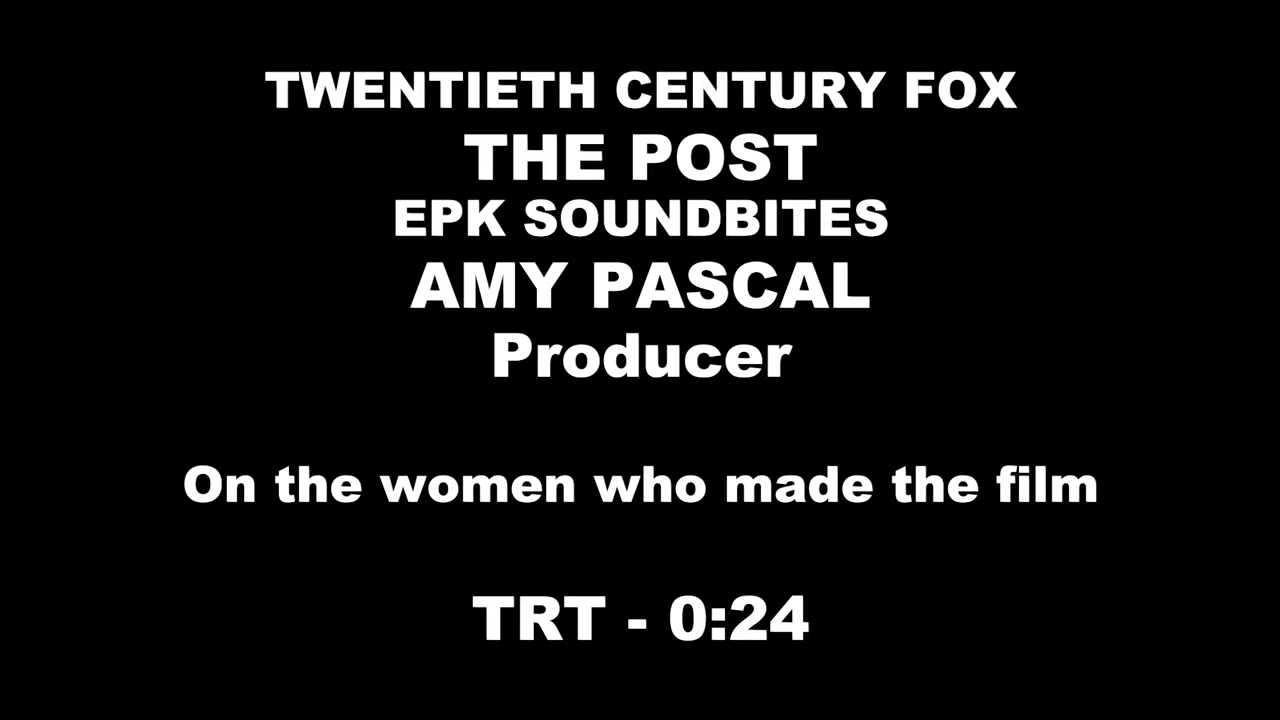 TWENTIETH CENTURY FOX
THE POST
EPK SOUNDBITES
AMY PASCAL
Producer
On the women who made the film
TRT - 0:24